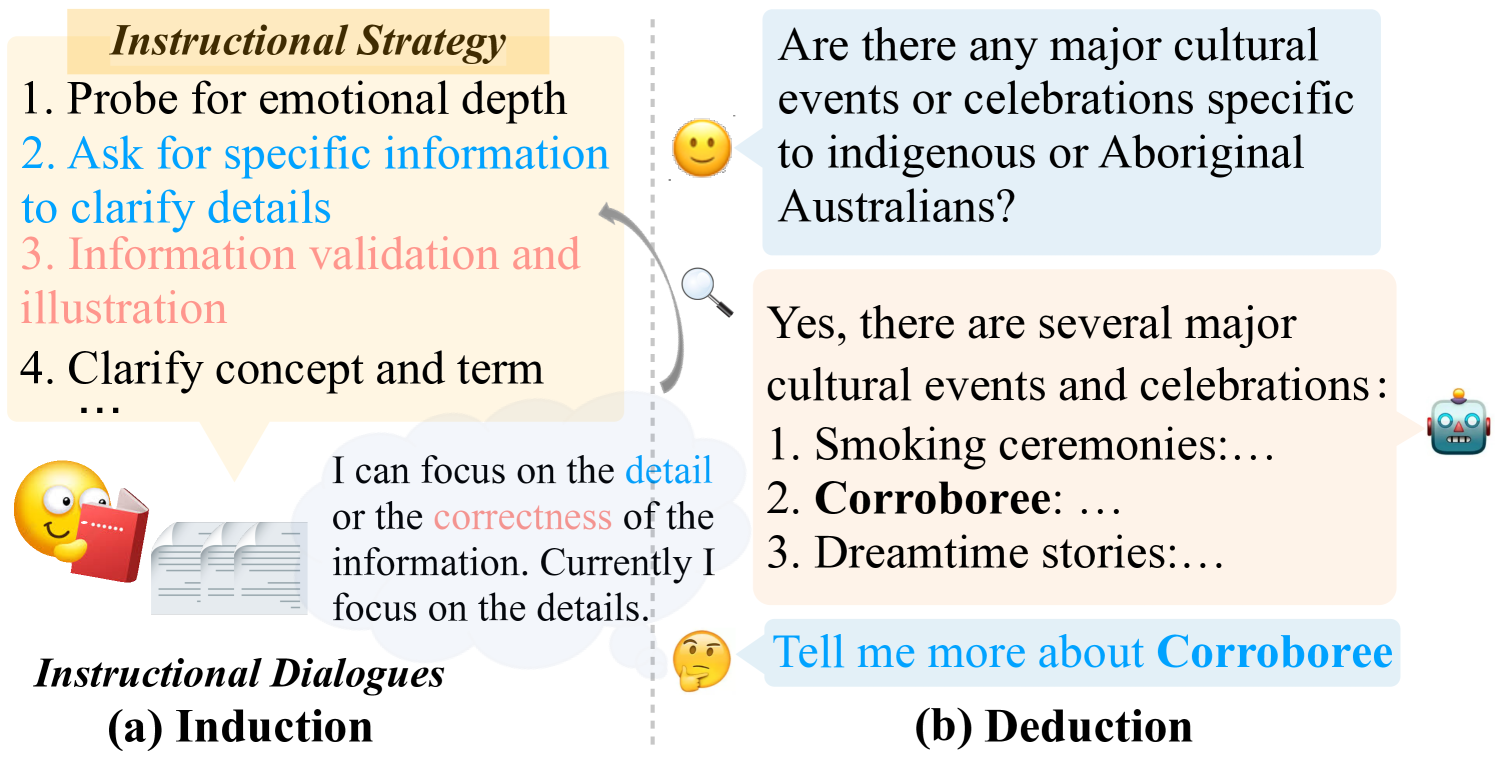 Instructional Strategy
1. Probe for emotional depth
2. Ask for specific information
to clarify details
3. Information validation and
illustration
4. Clarify concept and term
…
I can focus on the detail
or the correctness of the
information. Currently I
focus on the details.
Instructional Dialogues
(a) Induction
Are there any major cultural
events or celebrations specific
to indigenous or Aboriginal
Australians?
Yes, there are several major
cultural events and celebrations:
1. Smoking ceremonies:…
2. Corroboree: …
3. Dreamtime stories:…
Tell me more about Corroboree
(b) Deduction